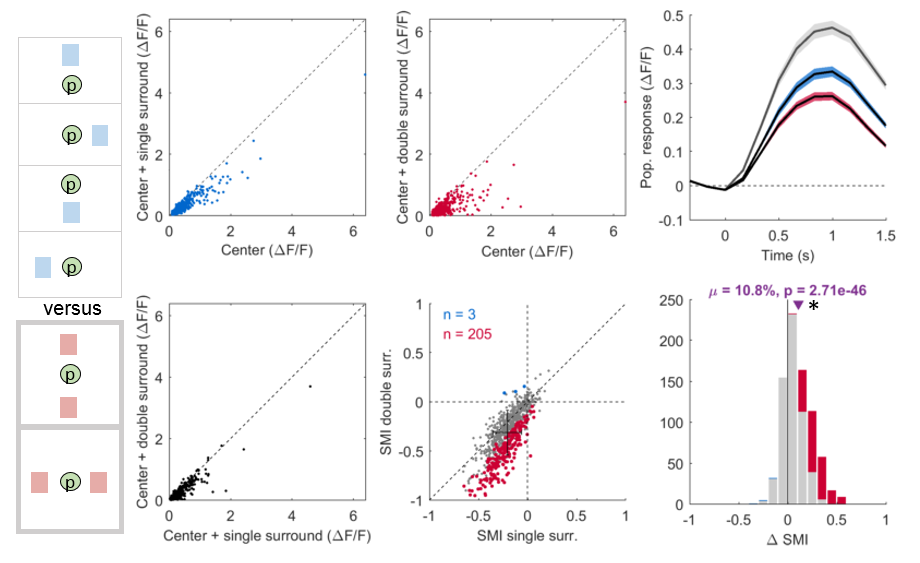 p
p
p
p
versus
p
p
Center + single surround (ΔF/F)
6
4
2
0
0
2
4
6
Center (ΔF/F)
Center + double surround (ΔF/F)
6
4
2
0
0
2
4
6
Center (ΔF/F)
Pop. response (ΔF/F)
0.5
0.4
0.3
0.2
0.1
0
-0.1
0
0.5
1
1.5
Time (s)
Center + double surround (ΔF/F)
6
4
2
0
0
2
4
6
Center + single surround (ΔF/F)
SMI double surr.
1
0.5
0
-0.5
-1
n = 3
n = 205
-1
-0.5
0
0.5
1
SMI single surr.
μ = 10.8%, p = 2.71e-46
*
250
200
150
100
50
0
-1
-0.5
0
0.5
1
Δ SMI